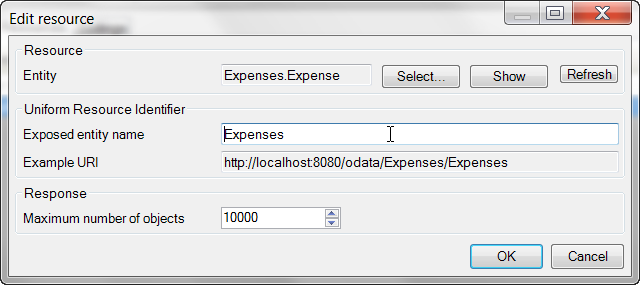 Edit resource
Resource
Entity Expenses.Expense Select... Show Refresh
Uniform Resource Identifier
Exposed entity name Expenses
Example URI http://localhost:8080/odata/Expenses/Expenses
Response
Maximum number of objects 10000
OK Cancel